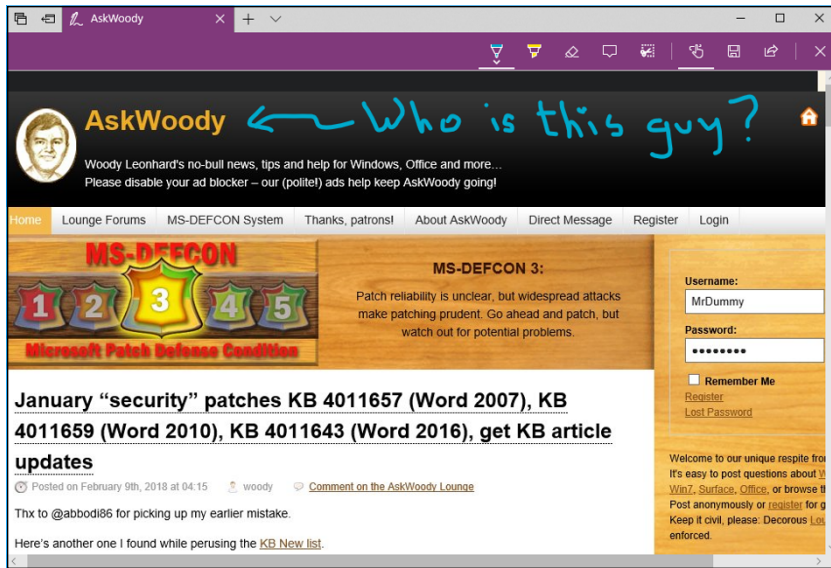 AskWoody
AskWoody
Who is this guy?
Woody Leonhard's no-bull news, tips and help for Windows, Office and more...
Please disable your ad blocker – our (polite!) ads help keep AskWoody going!
Home Lounge Forums MS-DEFCON System Thanks, patrons! About AskWoody Direct Message Register Login
MS-DEFCON
1 2 3 4 5
Microsoft Patch Defense Condition
MS-DEFCON 3:
Patch reliability is unclear, but widespread attacks
make patching prudent. Go ahead and patch, but
watch out for potential problems.
Username:
MrDummy
Password:
••••••••
Remember Me
Register
Lost Password
January “security” patches KB 4011657 (Word 2007), KB
4011659 (Word 2010), KB 4011643 (Word 2016), get KB article
updates
Posted on February 9th, 2018 at 04:15 woody Comment on the AskWoody Lounge
Thx to @abbodi86 for picking up my earlier mistake.
Here's another one I found while perusing the KB New list.
Welcome to our unique respite
It's easy to post questions about
Win7, Surface, Office, or browse
Post anonymously or register for
Keep it civil, please: Decorous
enforced.